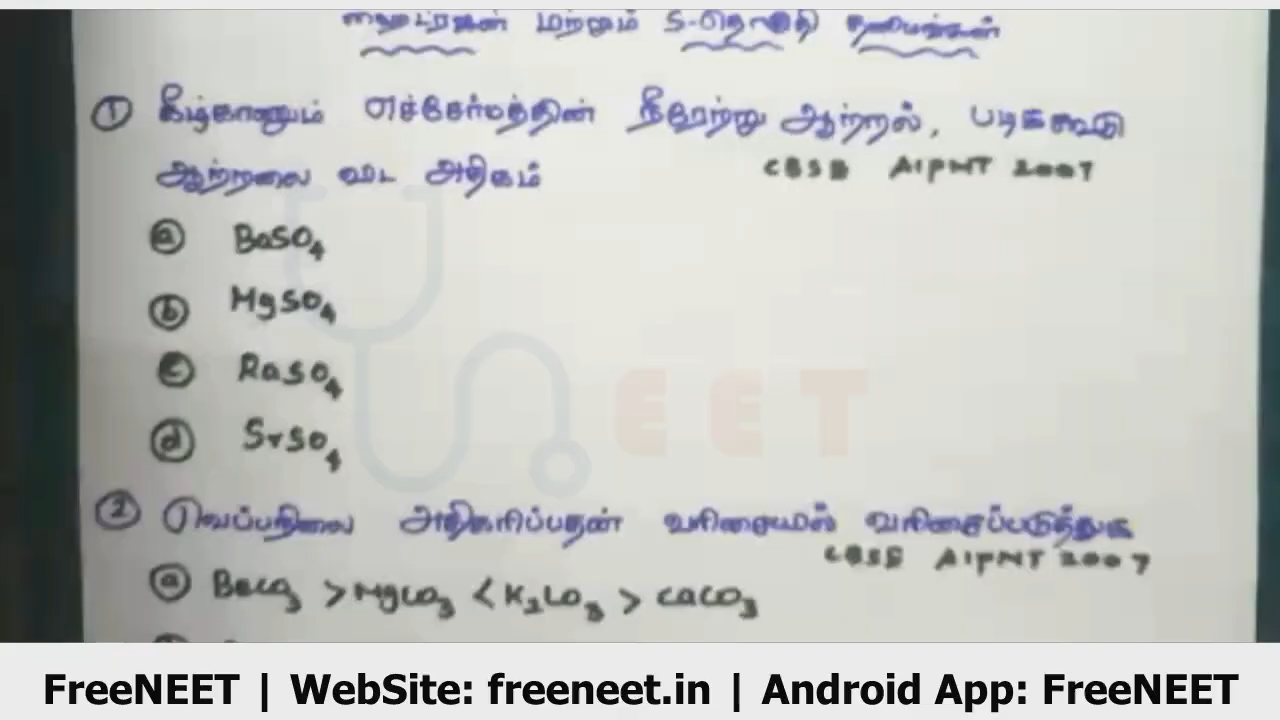 ஹைட்ரஜன் மற்றும் S-தொகுதி தனிமங்கள்
① கீழ்காணும் எச்சேர்மத்தின் நீரேற்று ஆற்றல், படிககூடு
ஆற்றலை விட அதிகம்
CBSE AIPMT 2007
ⓐ BaSO4
ⓑ MgSO4
ⓒ RaSO4
ⓓ SrSO4
② வெப்பநிலை அதிகரிப்பதன் வரிசையில் வரிசைப்படுத்துக
CBSE AIPMT 2007
ⓐ BeCO3 > MgCO3 < K2CO3 > CaCO3
EET
FreeNEET | WebSite: freeneet.in | Android App: FreeNEET